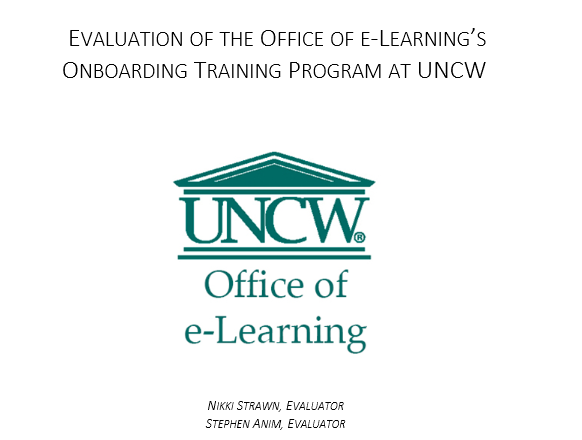 EVALUATION OF THE OFFICE OF E-LEARNING'S
ONBOARDING TRAINING PROGRAM AT UNCW
UNCW®
Office of
e-Learning
NIKKI STRAWN, EVALUATOR
STEPHEN ANIM, EVALUATOR